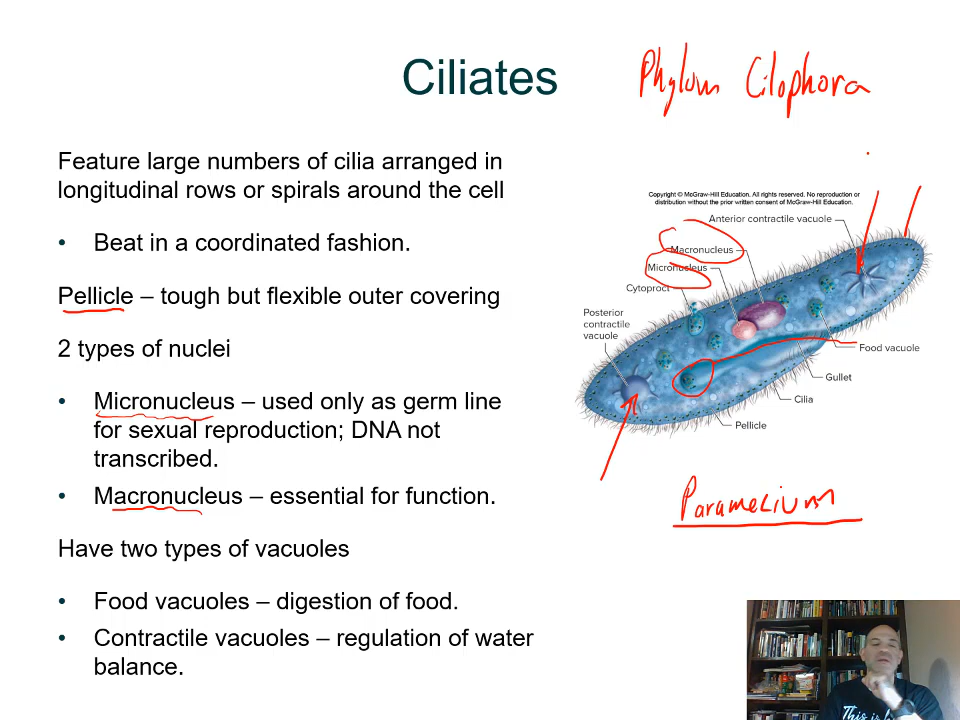 Ciliates
Phylum Cilophora
Feature large numbers of cilia arranged in
longitudinal rows or spirals around the cell
• Beat in a coordinated fashion.
Pellicle – tough but flexible outer covering
2 types of nuclei
• Micronucleus – used only as germ line
for sexual reproduction; DNA not
transcribed.
• Macronucleus – essential for function.
Have two types of vacuoles
• Food vacuoles – digestion of food.
• Contractile vacuoles – regulation of water
balance.
Copyright © McGraw-Hill Education. All rights reserved. No reproduction or
distribution without the prior written consent of McGraw-Hill Education.
Anterior contractile vacuole
Macronucleus
Micronucleus
Cytoproct
Posterior
contractile
vacuole
Food vacuole
Gullet
Cilia
Pellicle
Paramecium
This is